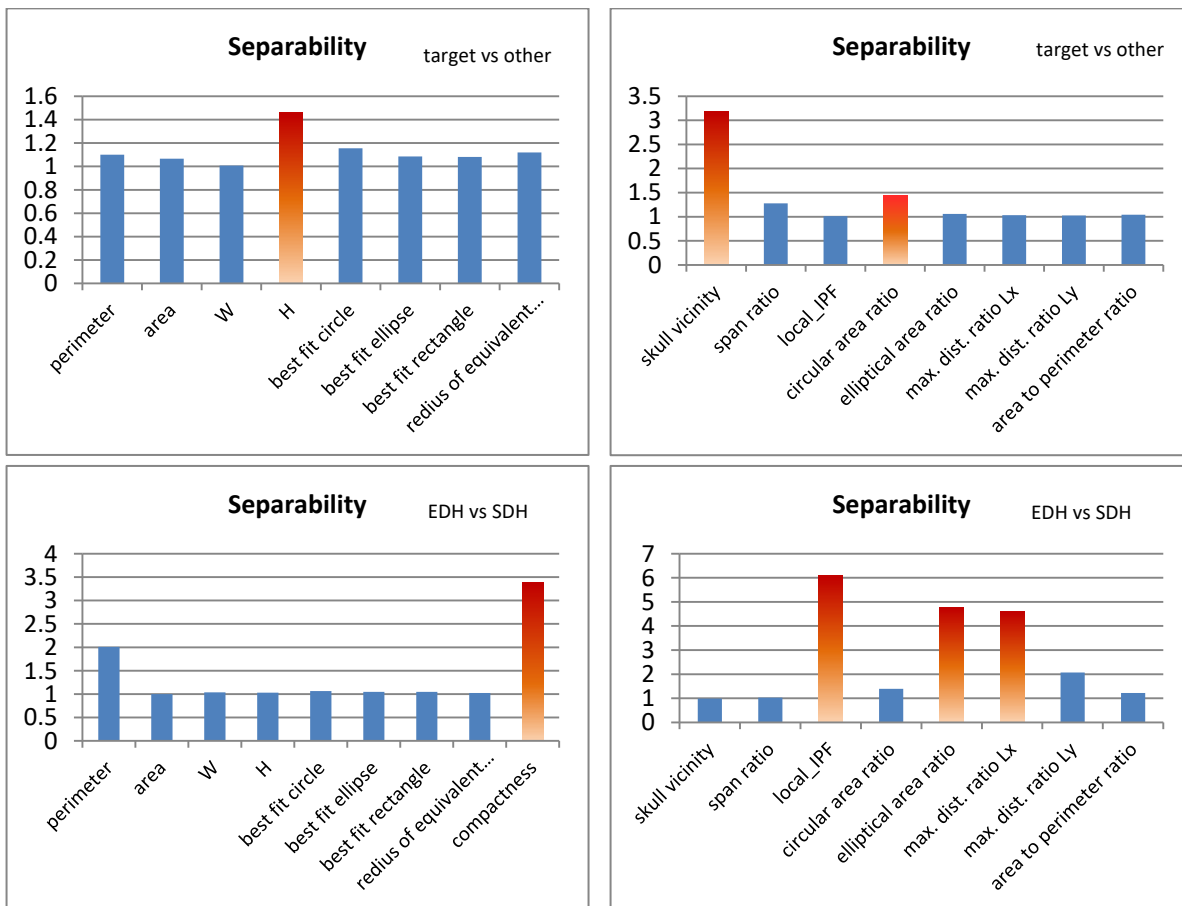 Separability
target vs other
1.6
1.4
1.2
1
0.8
0.6
0.4
0.2
0
perimeter
area
W
H
best fit circle
best fit ellipse
best fit rectangle
redius of equivalent...
Separability
target vs other
3.5
3
2.5
2
1.5
1
0.5
0
skull vicinity
span ratio
local_IPF
circular area ratio
elliptical area ratio
max. dist. ratio Lx
max. dist. ratio Ly
area to perimeter ratio
Separability
EDH vs SDH
4
3.5
3
2.5
2
1.5
1
0.5
0
perimeter
area
W
H
best fit circle
best fit ellipse
best fit rectangle
redius of equivalent...
compactness
Separability
EDH vs SDH
7
6
5
4
3
2
1
0
skull vicinity
span ratio
local_IPF
circular area ratio
elliptical area ratio
max. dist. ratio Lx
max. dist. ratio Ly
area to perimeter ratio